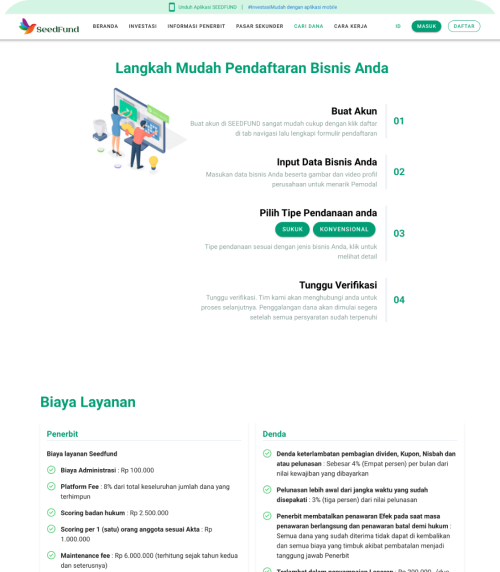 Unduh Aplikasi SEEDFUND | #InvestasiMudah dengan aplikasi mobile
SeedFund BERANDA INVESTASI INFORMASI PENERBIT PASAR SEKUNDER CARI DANA CARA KERJA ID MASUK DAFTAR
Langkah Mudah Pendaftaran Bisnis Anda
Buat Akun
Buat akun di SEEDFUND sangat mudah cukup dengan klik daftar
di tab navigasi lalu lengkapi formulir pendaftaran
01
Input Data Bisnis Anda
Masukan data bisnis Anda beserta gambar dan video profil
perusahaan untuk menarik Pemodal
02
Pilih Tipe Pendanaan anda
SUKUK KONVENSIONAL
Tipe pendanaan sesuai dengan jenis bisnis Anda, klik untuk
melihat detail
03
Tunggu Verifikasi
Tunggu verifikasi. Tim kami akan menghubungi anda untuk
proses selanjutnya. Penggalangan dana akan dimulai segera
setelah semua persyaratan sudah terpenuhi
04
Biaya Layanan
Penerbit
Biaya layanan Seedfund
Biaya Administrasi : Rp 100.000
Platform Fee : 8% dari total keseluruhan jumlah dana yang
terhimpun
Scoring badan hukum : Rp 2.500.000
Scoring per 1 (satu) orang anggota sesuai Akta : Rp
1.000.000
Maintenance fee : Rp 6.000.000 (terhitung sejak tahun kedua
dan seterusnya)
Denda
Denda keterlambatan pembagian dividen, Kupon, Nisbah dan
atau pelunasan : Sebesar 4% (Empat persen) per bulan dari
nilai kewajiban yang dibayarkan
Pelunasan lebih awal dari jangka waktu yang sudah
disepakati : 3% (tiga persen) dari nilai pelunasan
Penerbit membatalkan penawaran Efek pada saat masa
penawaran berlangsung dan penawaran batal demi hukum :
Semua dana yang sudah diterima tidak dapat di kembalikan
dan semua biaya yang timbuk akibat pembatalan menjadi
tanggung jawab Penerbit